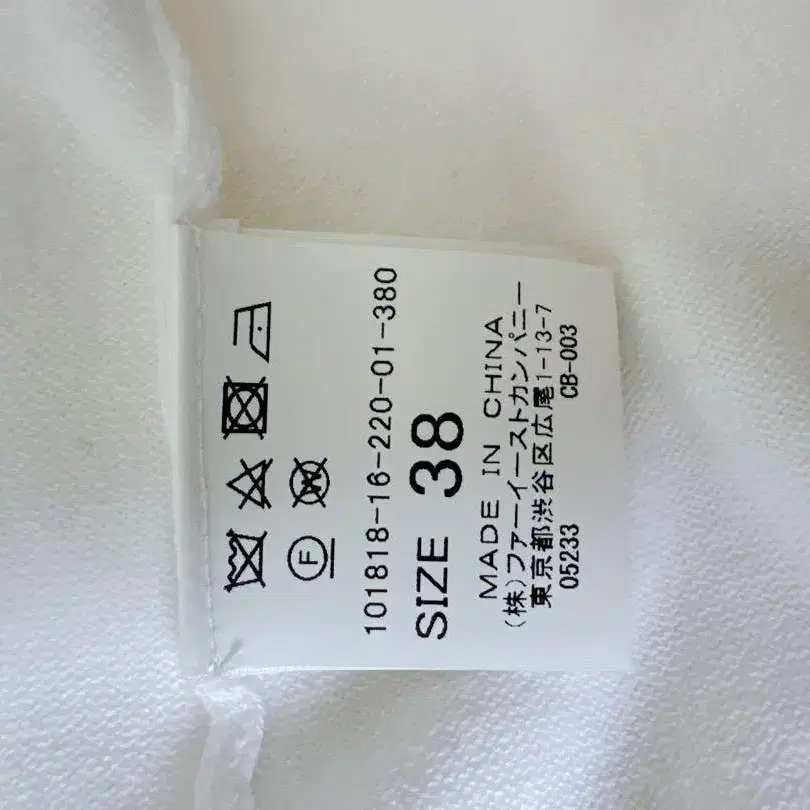 F
W
101818-16-220-01-380
SIZE 38
MADE IN CHINA
(株)ファーイーストカンパニー
東京都渋谷区広尾1-13-7
05233 CB-003